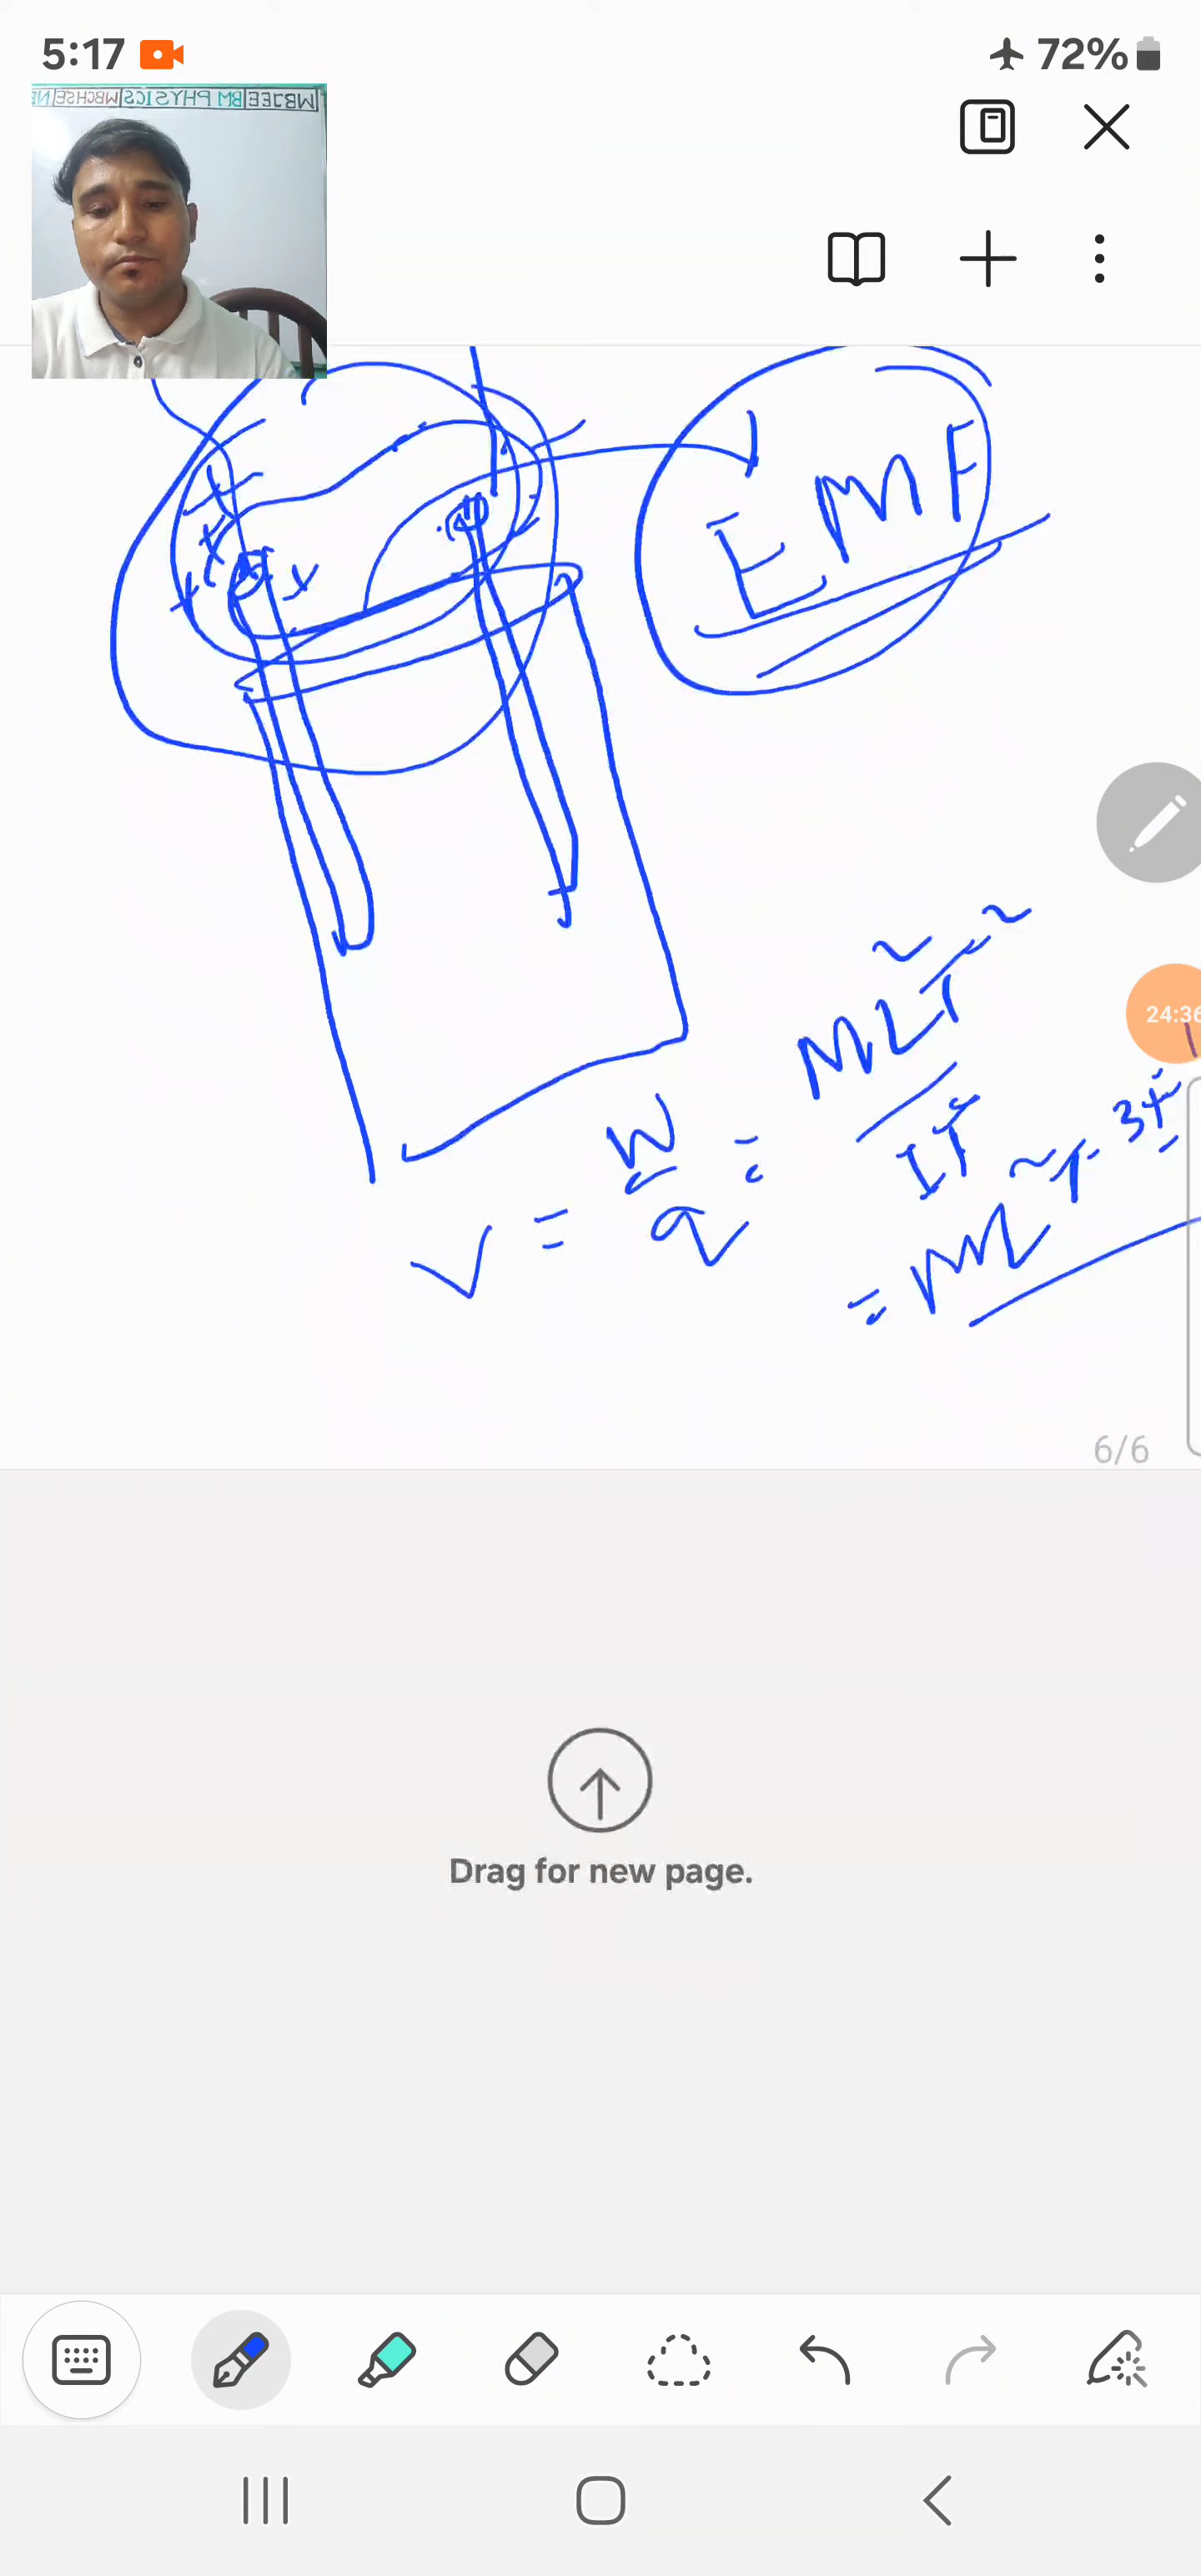 5:17
72%
WBJEE BM PHYSICS WBCHSE NE
EMF
V = W/q = ML²T⁻²/IT
= ML²T⁻³I⁻¹
24:36
6/6
Drag for new page.